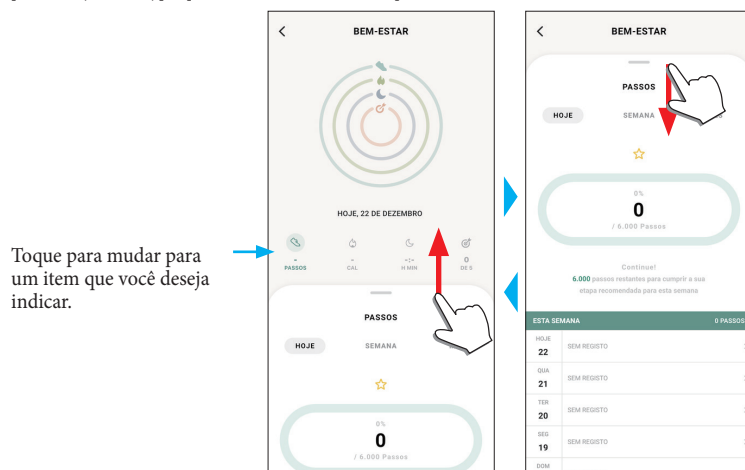 Toque para mudar para
um item que você deseja
indicar.
BEM-ESTAR
HOJE, 22 DE DEZEMBRO
- - -:- 0
PASSOS CAL H MIN DE 5
PASSOS
HOJE SEMANA
0%
0
/ 6.000 Passos
BEM-ESTAR
PASSOS
HOJE SEMANA
0%
0
/ 6.000 Passos
Continue!
6.000 passos restantes para cumprir a sua
etapa recomendada para esta semana
ESTA SEMANA 0 PASSOS
HOJE
22 SEM REGISTO
QUA
21 SEM REGISTO
TER
20 SEM REGISTO
SEG
19 SEM REGISTO
DOM